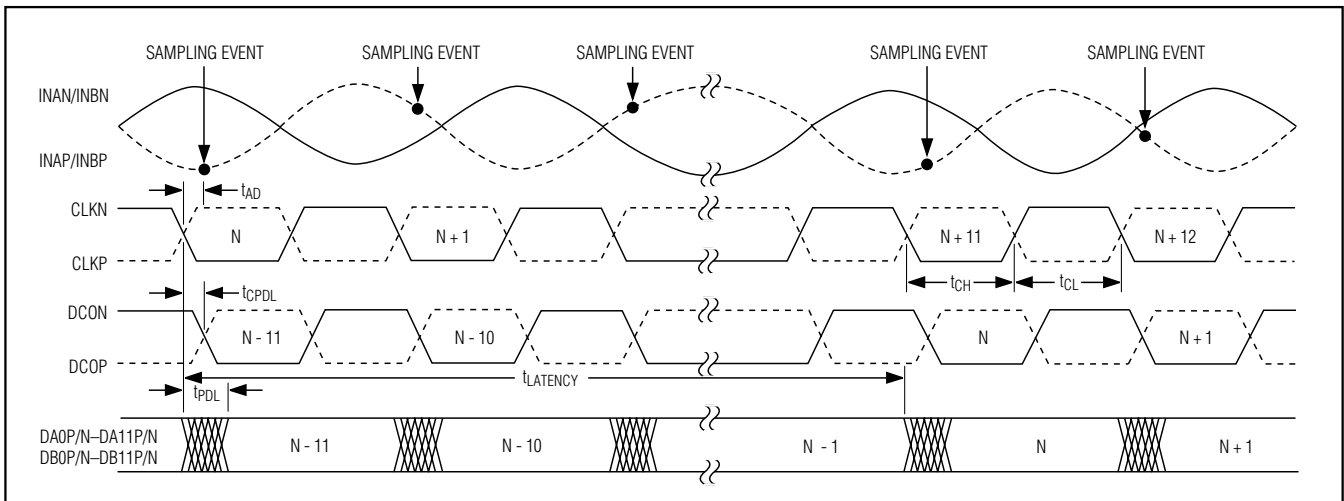 SAMPLING EVENT SAMPLING EVENT SAMPLING EVENT SAMPLING EVENT SAMPLING EVENT
INAN/INBN
INAP/INBP
tAD
CLKN
N N + 1 N + 11 N + 12
CLKP
tCH tCL
tCPDL
DCON
N - 11 N - 10 N N + 1
DCOP
tLATENCY
tPDL
DA0P/N–DA11P/N
DB0P/N–DB11P/N
N - 11 N - 10 N - 1 N N + 1